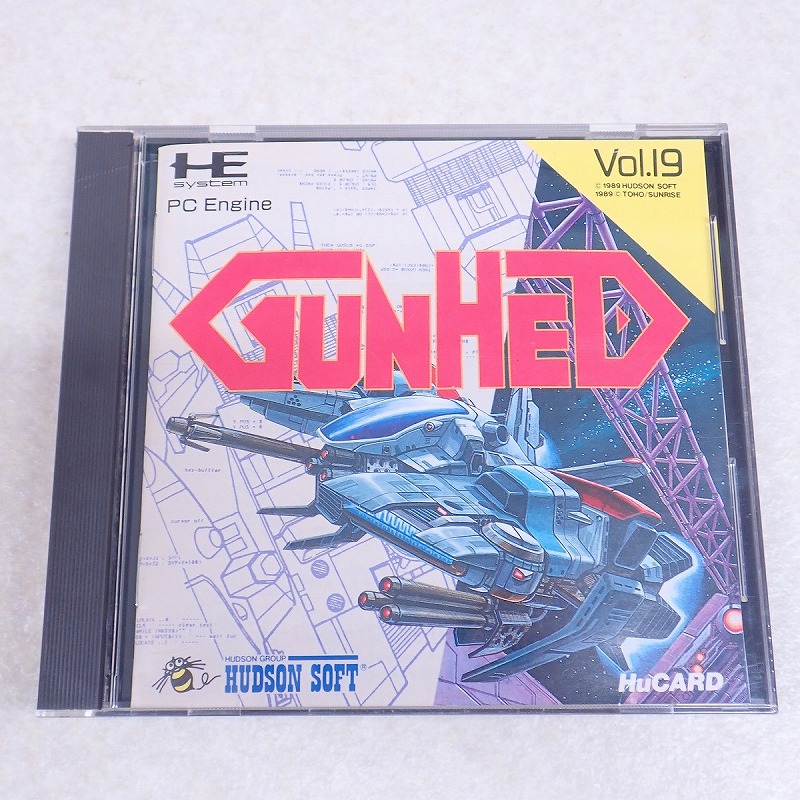 HE
system
PC Engine
Vol.19
© 1989 HUDSON SOFT
1989 © TOHO/SUNRISE
GUNHED
HUDSON GROUP
HUDSON SOFT®
HuCARD